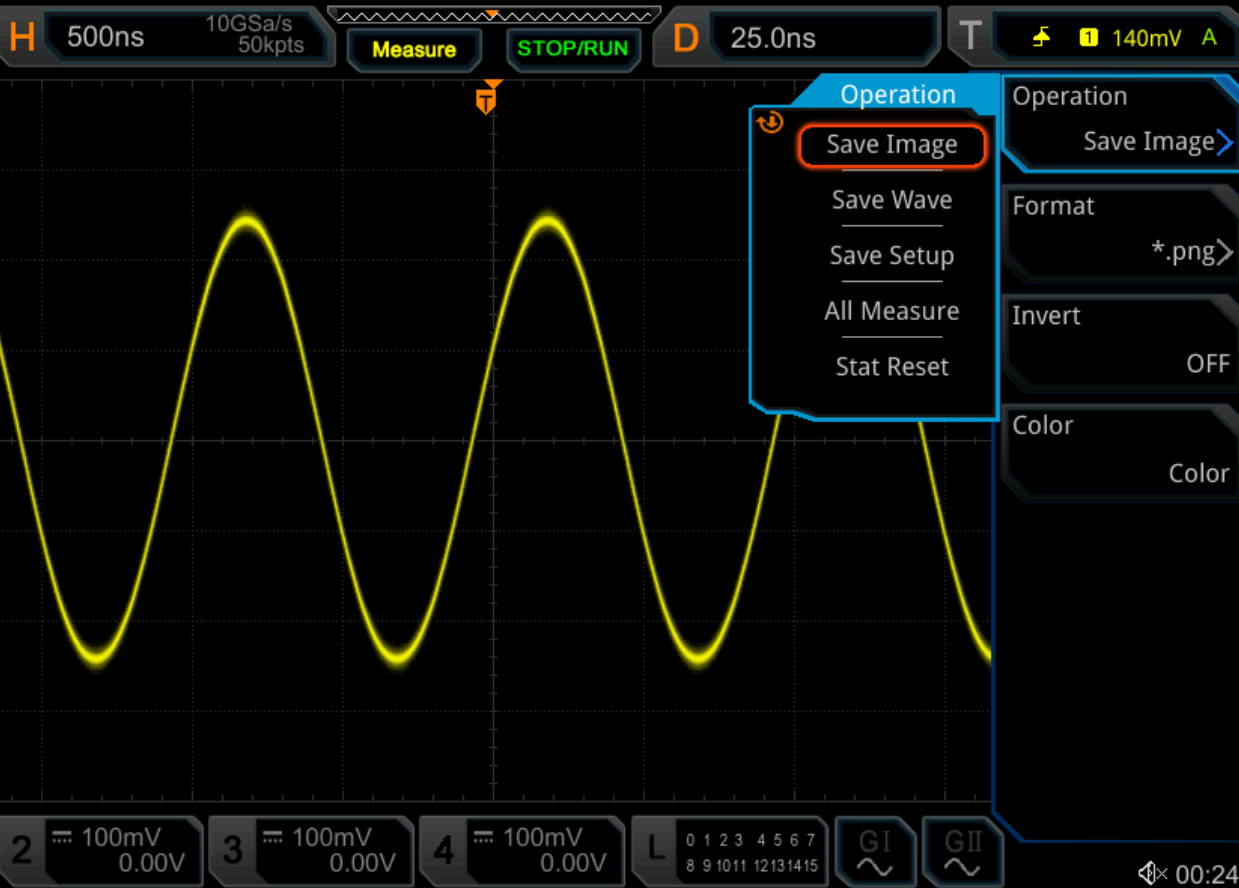 H 500ns 10GSa/s
50kpts
Measure
STOP/RUN
D 25.0ns
T 1 140mV A
T
Operation
Save Image
Save Wave
Save Setup
All Measure
Stat Reset
Operation
Save Image
Format
*.png
Invert
OFF
Color
Color
2 100mV
0.00V
3 100mV
0.00V
4 100mV
0.00V
L 0 1 2 3 4 5 6 7
8 9 10 11 12 13 14 15
GI
GII
00:24